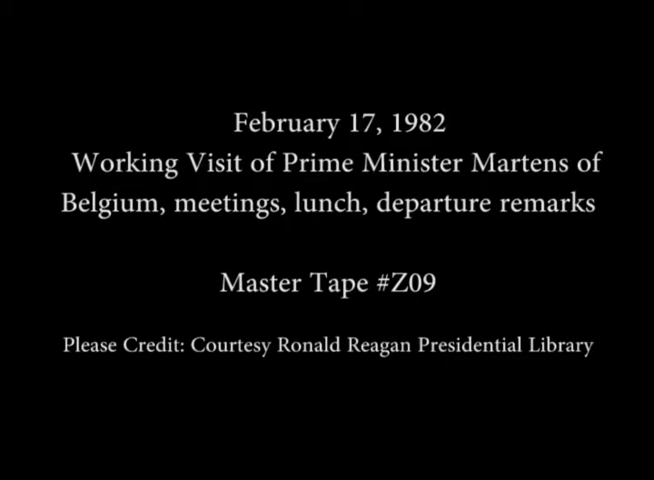 February 17, 1982
Working Visit of Prime Minister Martens of
Belgium, meetings, lunch, departure remarks
Master Tape #Z09
Please Credit: Courtesy Ronald Reagan Presidential Library